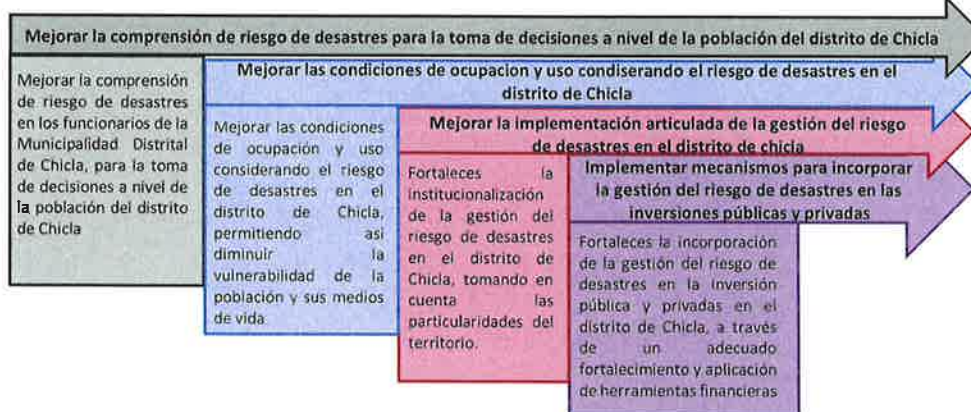 Mejorar la comprensión de riesgo de desastres para la toma de decisiones a nivel de la población del distrito de Chicla
Mejorar la comprensión
de riesgo de desastres
en los funcionarios de la
Municipalidad Distrital
de Chicla, para la toma
de decisiones a nivel de
la población del distrito
de Chicla
Mejorar las condiciones de ocupacion y uso condiserando el riesgo de desastres en el
distrito de Chicla
Mejorar las condiciones
de ocupación y uso
considerando el riesgo
de desastres en el
distrito de Chicla,
permitiendo asi
diminuir la
vulnerabilidad de la
población y sus medios
de vida
Mejorar la implementación articulada de la gestión del riesgo
de desastres en el distrito de chicla
Fortaleces la
institucionalización
de la gestión del
riesgo de desastres
en el distrito de
Chicla, tomando en
cuenta las
particularidades del
territorio.
Implementar mecanismos para incorporar
la gestión del riesgo de desastres en las
inversiones públicas y privadas
Fortaleces la incorporación
de la gestión del riesgo de
desastres en la inversión
pública y privadas en el
distrito de Chicla, a través
de un adecuado
fortalecimiento y aplicación
de herramientas financieras